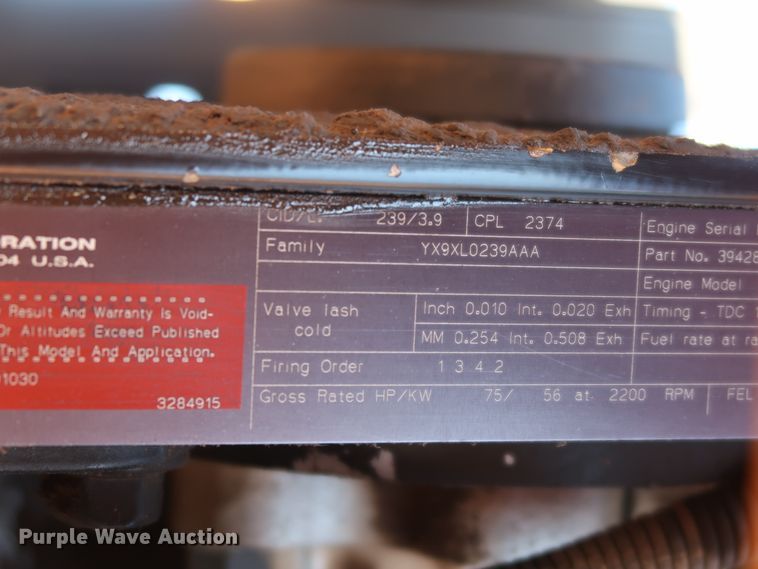 CID/L. 239/3.9 CPL 2374 Engine Serial
RATION Family YX9XL0239AAA Part No. 39428
04 U.S.A. Engine Model
Result And Warranty Is Void- Valve lash Inch 0.010 Int. 0.020 Exh Timing - TDC
Or Altitudes Exceed Published cold MM 0.254 Int. 0.508 Exh Fuel rate at ra
This Model And Application.
Firing Order 1 3 4 2
01030
3284915 Gross Rated HP/KW 75/ 56 at 2200 RPM FEL
Purple Wave Auction